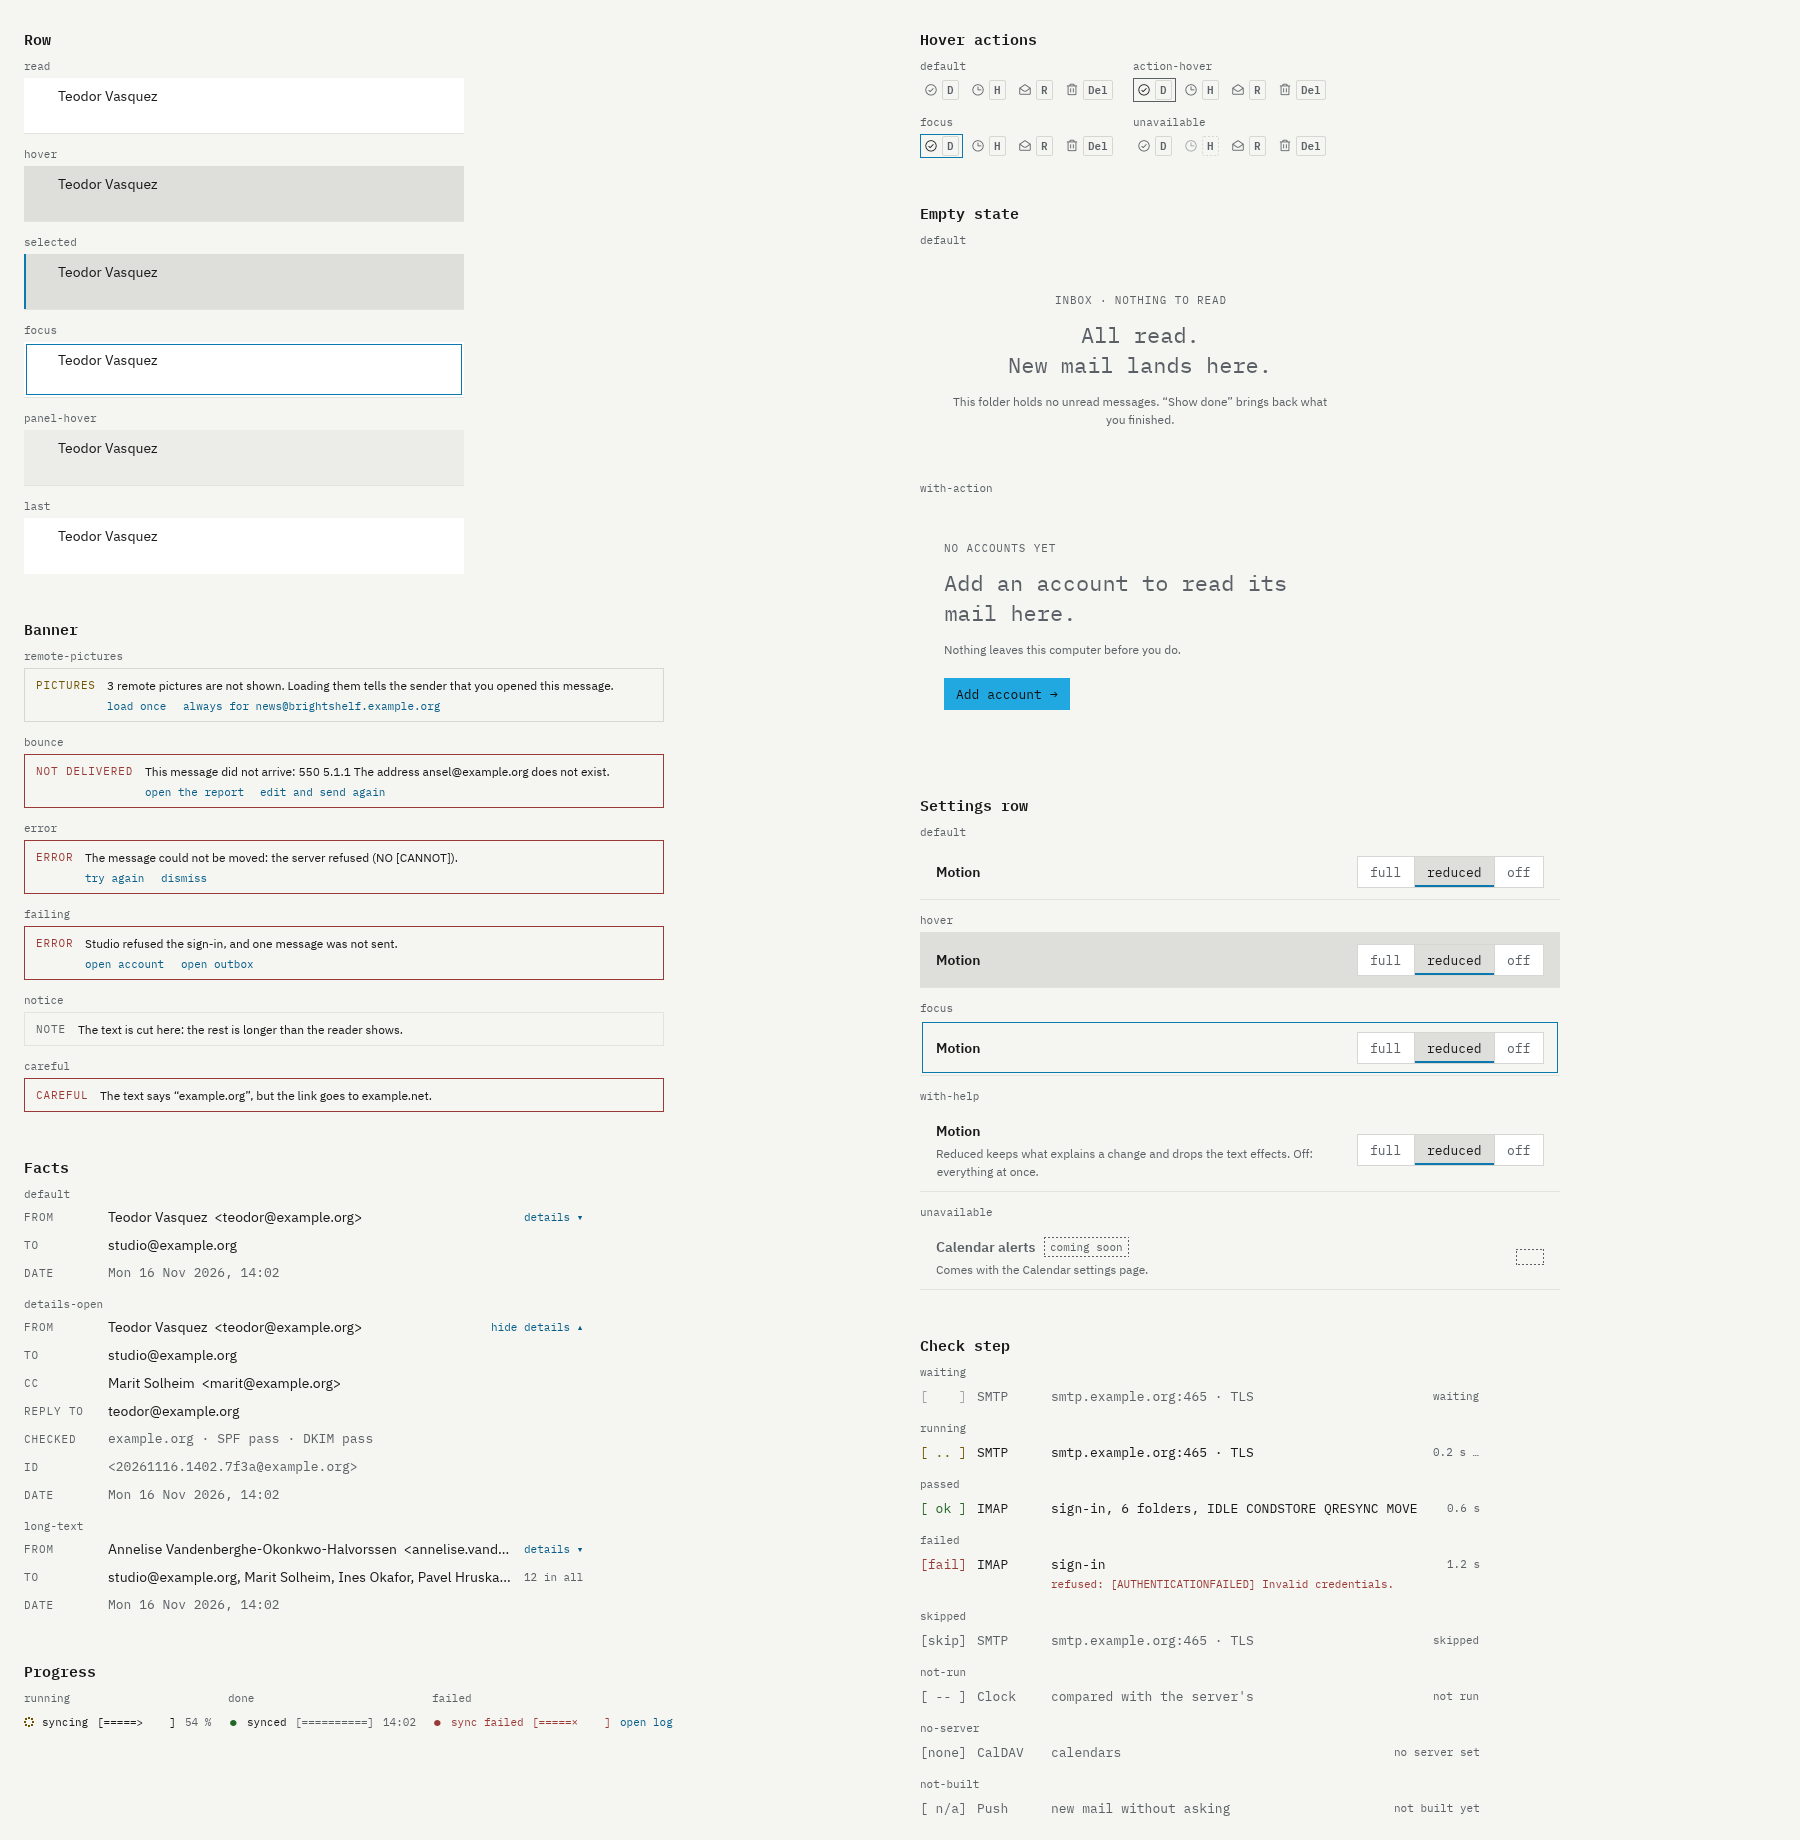 Row
read
Teodor Vasquez
hover
Teodor Vasquez
selected
Teodor Vasquez
focus
Teodor Vasquez
panel-hover
Teodor Vasquez
last
Teodor Vasquez
Banner
remote-pictures
PICTURES 3 remote pictures are not shown. Loading them tells the sender that you opened this message.
load once always for news@brightshelf.example.org
bounce
NOT DELIVERED This message did not arrive: 550 5.1.1 The address ansel@example.org does not exist.
open the report edit and send again
error
ERROR The message could not be moved: the server refused (NO [CANNOT]).
try again dismiss
failing
ERROR Studio refused the sign-in, and one message was not sent.
open account open outbox
notice
NOTE The text is cut here: the rest is longer than the reader shows.
careful
CAREFUL The text says “example.org”, but the link goes to example.net.
Facts
default
FROM Teodor Vasquez <teodor@example.org> details ▾
TO studio@example.org
DATE Mon 16 Nov 2026, 14:02
details-open
FROM Teodor Vasquez <teodor@example.org> hide details ▴
TO studio@example.org
CC Marit Solheim <marit@example.org>
REPLY TO teodor@example.org
CHECKED example.org · SPF pass · DKIM pass
ID <20261116.1402.7f3a@example.org>
DATE Mon 16 Nov 2026, 14:02
long-text
FROM Annelise Vandenberghe-Okonkwo-Halvorssen <annelise.vand… details ▾
TO studio@example.org, Marit Solheim, Ines Okafor, Pavel Hruska… 12 in all
DATE Mon 16 Nov 2026, 14:02
Progress
running done failed
syncing [=====> ] 54 % ● synced [==========] 14:02 ● sync failed [=====× ] open log
Hover actions
default action-hover
D H R Del D H R Del
focus unavailable
D H R Del D H R Del
Empty state
default
INBOX · NOTHING TO READ
All read.
New mail lands here.
This folder holds no unread messages. “Show done” brings back what
you finished.
with-action
NO ACCOUNTS YET
Add an account to read its
mail here.
Nothing leaves this computer before you do.
Add account →
Settings row
default
Motion full reduced off
hover
Motion full reduced off
focus
Motion full reduced off
with-help
Motion
Reduced keeps what explains a change and drops the text effects. Off:
everything at once.
full reduced off
unavailable
Calendar alerts coming soon
Comes with the Calendar settings page.
Check step
waiting
[ ] SMTP smtp.example.org:465 · TLS waiting
running
[ .. ] SMTP smtp.example.org:465 · TLS 0.2 s …
passed
[ ok ] IMAP sign-in, 6 folders, IDLE CONDSTORE QRESYNC MOVE 0.6 s
failed
[fail] IMAP sign-in 1.2 s
refused: [AUTHENTICATIONFAILED] Invalid credentials.
skipped
[skip] SMTP smtp.example.org:465 · TLS skipped
not-run
[ -- ] Clock compared with the server's not run
no-server
[none] CalDAV calendars no server set
not-built
[ n/a] Push new mail without asking not built yet